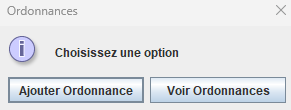 Ordonnances
Choisissez une option
Ajouter Ordonnance
Voir Ordonnances